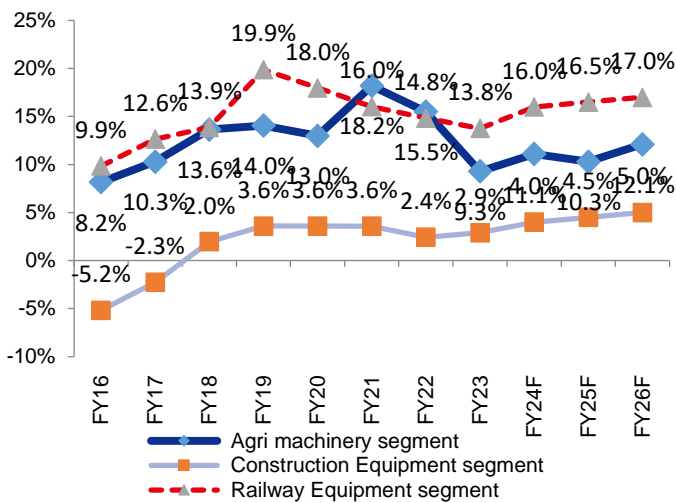 25%
20%
15%
10%
5%
0%
-5%
-10%
19.9%
18.0%
16.0%
14.8%
13.8%
16.0%
16.5%
17.0%
9.9%
12.6%
13.9%
18.2%
15.5%
8.2%
10.3%
13.6%
14.0%
13.0%
9.3%
11.1%
10.3%
12.1%
-5.2%
-2.3%
2.0%
3.6%
3.6%
3.6%
2.4%
2.9%
4.0%
4.5%
5.0%
FY16
FY17
FY18
FY19
FY20
FY21
FY22
FY23
FY24F
FY25F
FY26F
Agri machinery segment
Construction Equipment segment
Railway Equipment segment